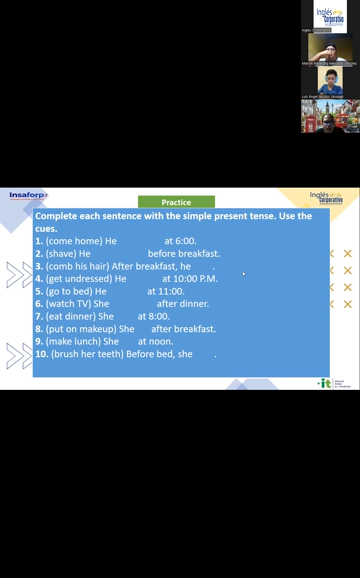 Inglés
Corporativo
Insaforp
Practice
Inglés
Corporativo
Complete each sentence with the simple present tense. Use the
cues.
1. (come home) He at 6:00.
2. (shave) He before breakfast.
3. (comb his hair) After breakfast, he .
4. (get undressed) He at 10:00 P.M.
5. (go to bed) He at 11:00.
6. (watch TV) She after dinner.
7. (eat dinner) She at 8:00.
8. (put on makeup) She after breakfast.
9. (make lunch) She at noon.
10. (brush her teeth) Before bed, she .
it